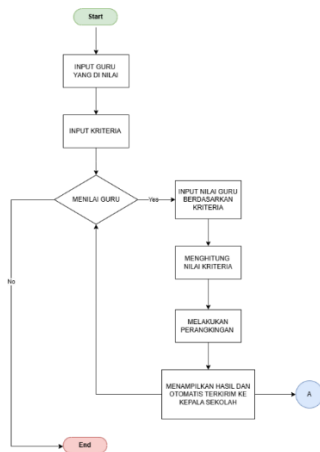 Start
INPUT GURU
YANG DI NILAI
INPUT KRITERIA
MENILAI GURU
Yes
INPUT NILAI GURU
BERDASARKAN
KRITERIA
No
MENGHITUNG
NILAI KRITERIA
MELAKUKAN
PERANGKINGAN
MENAMPILKAN HASIL DAN
OTOMATIS TERKIRIM KE
KEPALA SEKOLAH
A
End